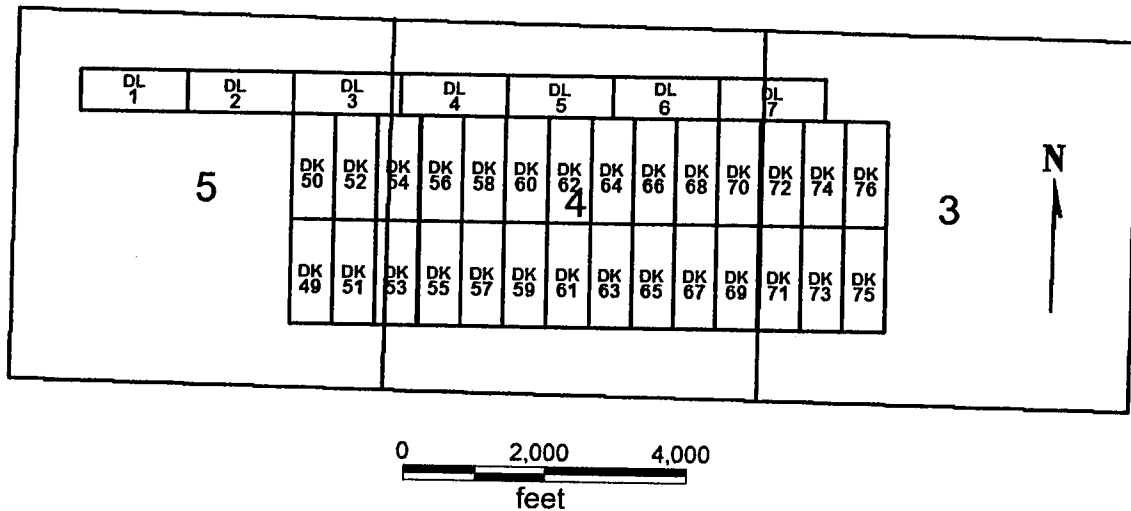 DL
1
DL
2
DL
3
DL
4
DL
5
DL
6
DL
7
DK
50
DK
52
DK
54
DK
56
DK
58
DK
60
DK
62
DK
64
DK
66
DK
68
DK
70
DK
72
DK
74
DK
76
5
4
3
N
DK
49
DK
51
DK
53
DK
55
DK
57
DK
59
DK
61
DK
63
DK
65
DK
67
DK
69
DK
71
DK
73
DK
75
0 2,000 4,000
feet